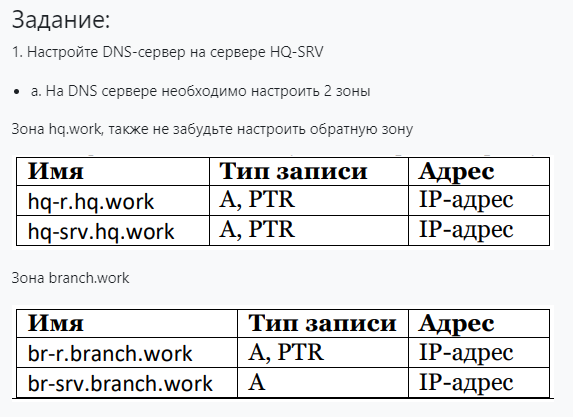 Задание:
1. Настройте DNS-сервер на сервере HQ-SRV
• a. На DNS сервере необходимо настроить 2 зоны
Зона hq.work, также не забудьте настроить обратную зону
Имя Тип записи Адрес
hq-r.hq.work A, PTR IP-адрес
hq-srv.hq.work A, PTR IP-адрес
Зона branch.work
Имя Тип записи Адрес
br-r.branch.work A, PTR IP-адрес
br-srv.branch.work A IP-адрес